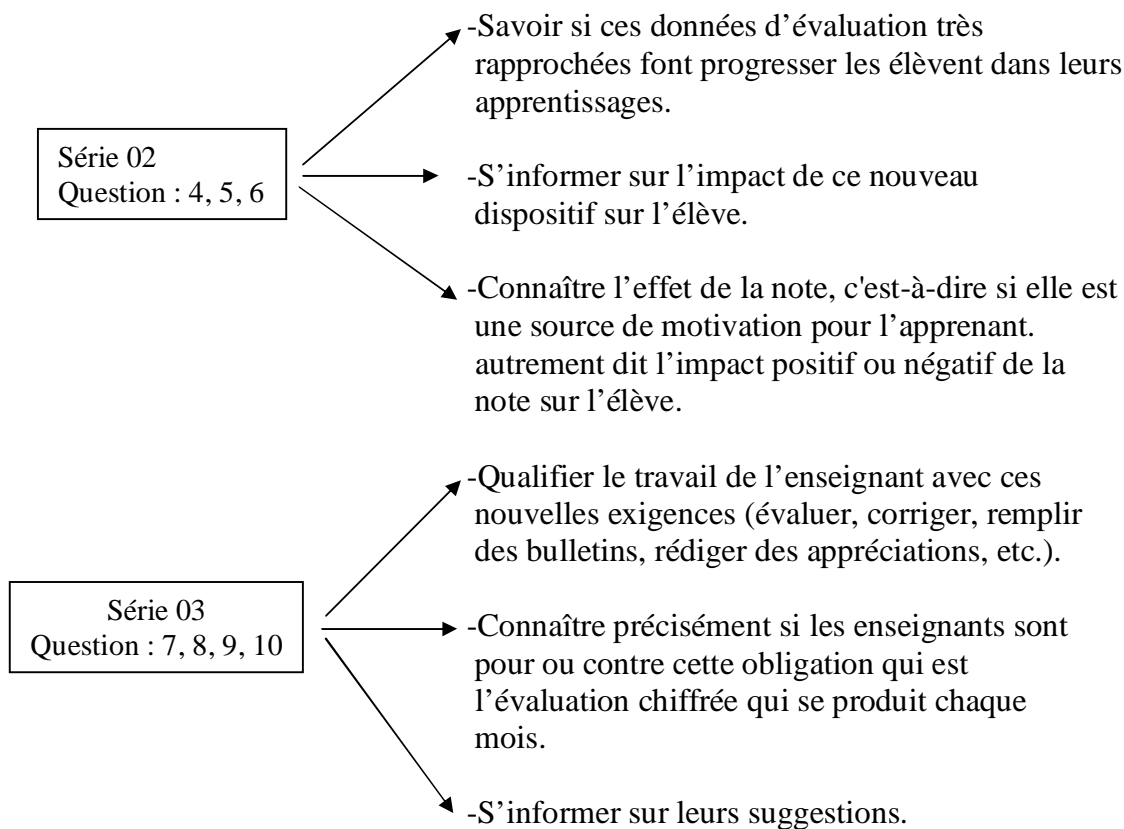 -Savoir si ces données d’évaluation très
rapprochées font progresser les élèvent dans leurs
apprentissages.
Série 02
Question : 4, 5, 6
-S’informer sur l’impact de ce nouveau
dispositif sur l’élève.
-Connaître l’effet de la note, c'est-à-dire si elle est
une source de motivation pour l’apprenant.
autrement dit l’impact positif ou négatif de la
note sur l’élève.
-Qualifier le travail de l’enseignant avec ces
nouvelles exigences (évaluer, corriger, remplir
des bulletins, rédiger des appréciations, etc.).
Série 03
Question : 7, 8, 9, 10
-Connaître précisément si les enseignants sont
pour ou contre cette obligation qui est
l’évaluation chiffrée qui se produit chaque
mois.
-S’informer sur leurs suggestions.